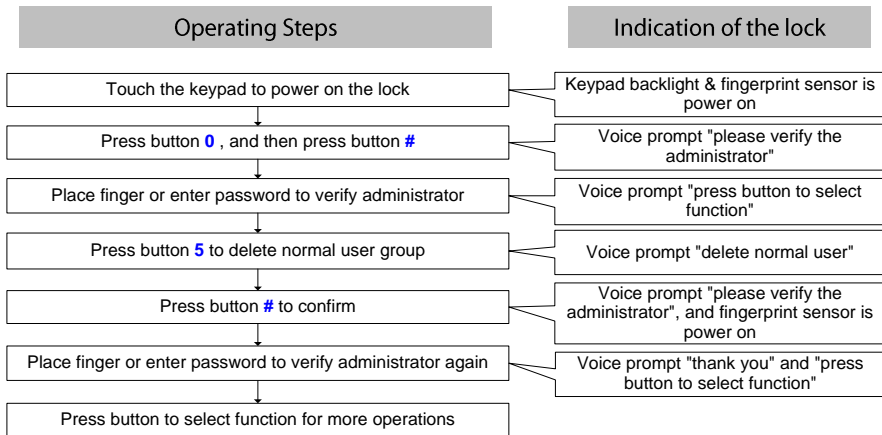 Operating Steps
Indication of the lock
Touch the keypad to power on the lock
Keypad backlight & fingerprint sensor is
power on
Press button 0 , and then press button #
Voice prompt "please verify the
administrator"
Place finger or enter password to verify administrator
Voice prompt "press button to select
function"
Press button 5 to delete normal user group
Voice prompt "delete normal user"
Press button # to confirm
Voice prompt "please verify the
administrator", and fingerprint sensor is
power on
Place finger or enter password to verify administrator again
Voice prompt "thank you" and "press
button to select function"
Press button to select function for more operations